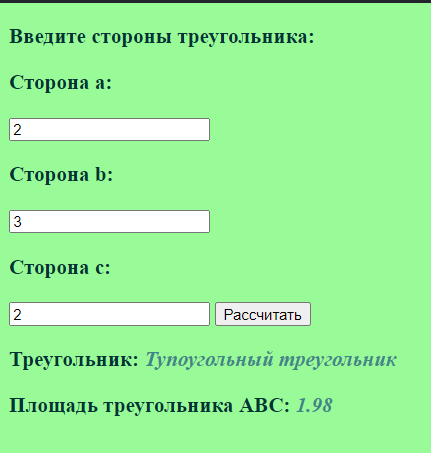 Введите стороны треугольника:
Сторона a:
2
Сторона b:
3
Сторона c:
2 Рассчитать
Треугольник: Тупоугольный треугольник
Площадь треугольника ABC: 1.98